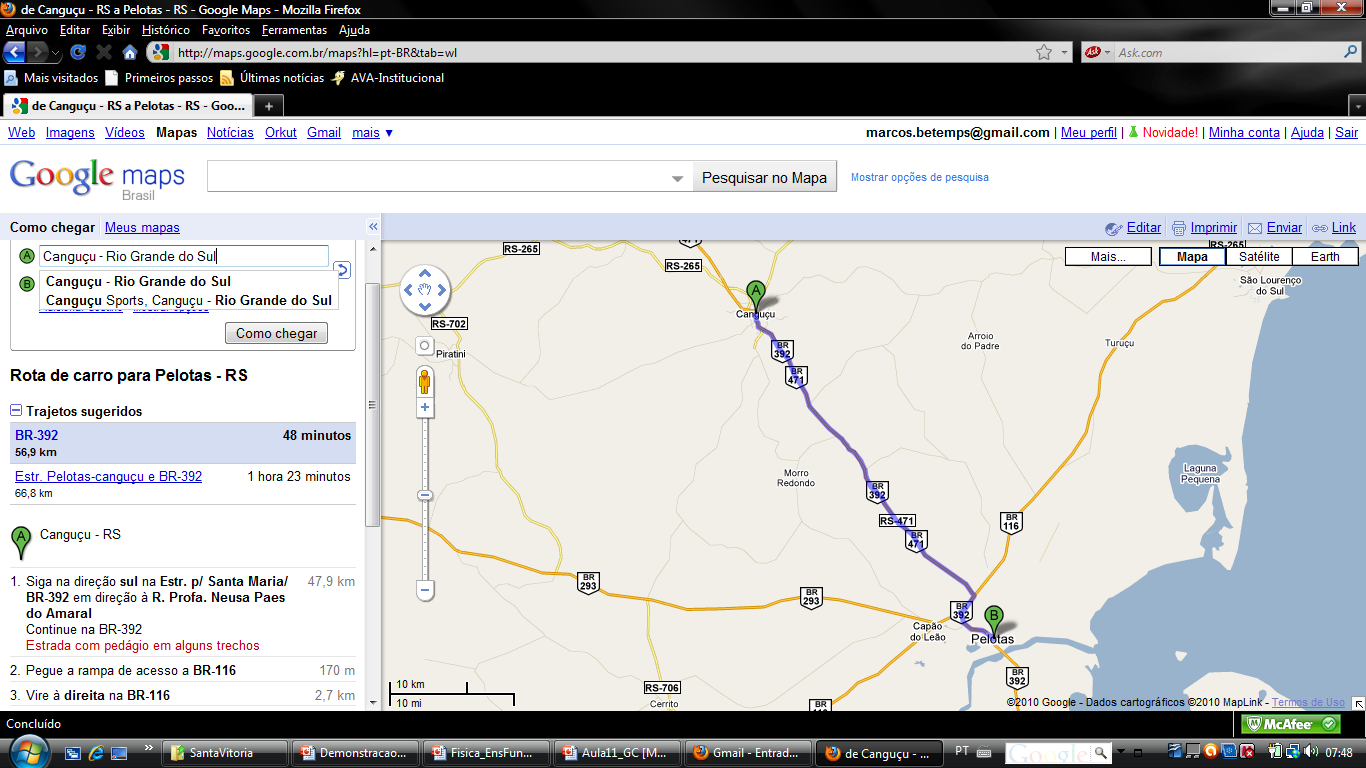 de Canguçu - RS a Pelotas - RS - Google Maps - Mozilla Firefox
Arquivo Editar Exibir Histórico Favoritos Ferramentas Ajuda
http://maps.google.com.br/maps?hl=pt-BR&tab=wl
Ask Ask.com
Mais visitados Primeiros passos Últimas notícias AVA-Institucional
de Canguçu - RS a Pelotas - RS - Goo... +
Web Imagens Vídeos Mapas Notícias Orkut Gmail mais ▼
marcos.betemps@gmail.com | Meu perfil | Novidade! | Minha conta | Ajuda | Sair
Google maps
Brasil
Pesquisar no Mapa
Mostrar opções de pesquisa
Como chegar Meus mapas «
Editar Imprimir Enviar Link
A Canguçu - Rio Grande do Sul
B Canguçu - Rio Grande do Sul
Canguçu Sports, Canguçu - Rio Grande do Sul
Como chegar
Rota de carro para Pelotas - RS
Trajetos sugeridos
BR-392 48 minutos
56,9 km
Estr. Pelotas-canguçu e BR-392 1 hora 23 minutos
66,8 km
A Canguçu - RS
1. Siga na direção sul na Estr. p/ Santa Maria/ 47,9 km
BR-392 em direção à R. Profa. Neusa Paes
do Amaral
Continue na BR-392
Estrada com pedágio em alguns trechos
2. Pegue a rampa de acesso a BR-116 170 m
3. Vire à direita na BR-116 2,7 km
Mais... Mapa Satélite Earth
RS-265
471
RS-265
RS-265
São Lourenço
do Sul
A
Canguçu
RS-702
Piratini
BR
392
BR
471
Arroio
do Padre
Turuçu
Morro
Redondo
Laguna
Pequena
BR
392
RS-471
BR
471
BR
116
BR
293
BR
293
BR
392
B
Capão
do Leão
Pelotas
BR
392
RS-706
Cerrito
BR
10 km
10 mi
©2010 Google - Dados cartográficos ©2010 MapLink - Termos de Uso
Concluído
McAfee
SantaVitoria
Demonstracao...
Fisica_EnsFun...
Aula11_GC [M...
Gmail - Entrad...
de Canguçu - ...
PT
Google
07:48